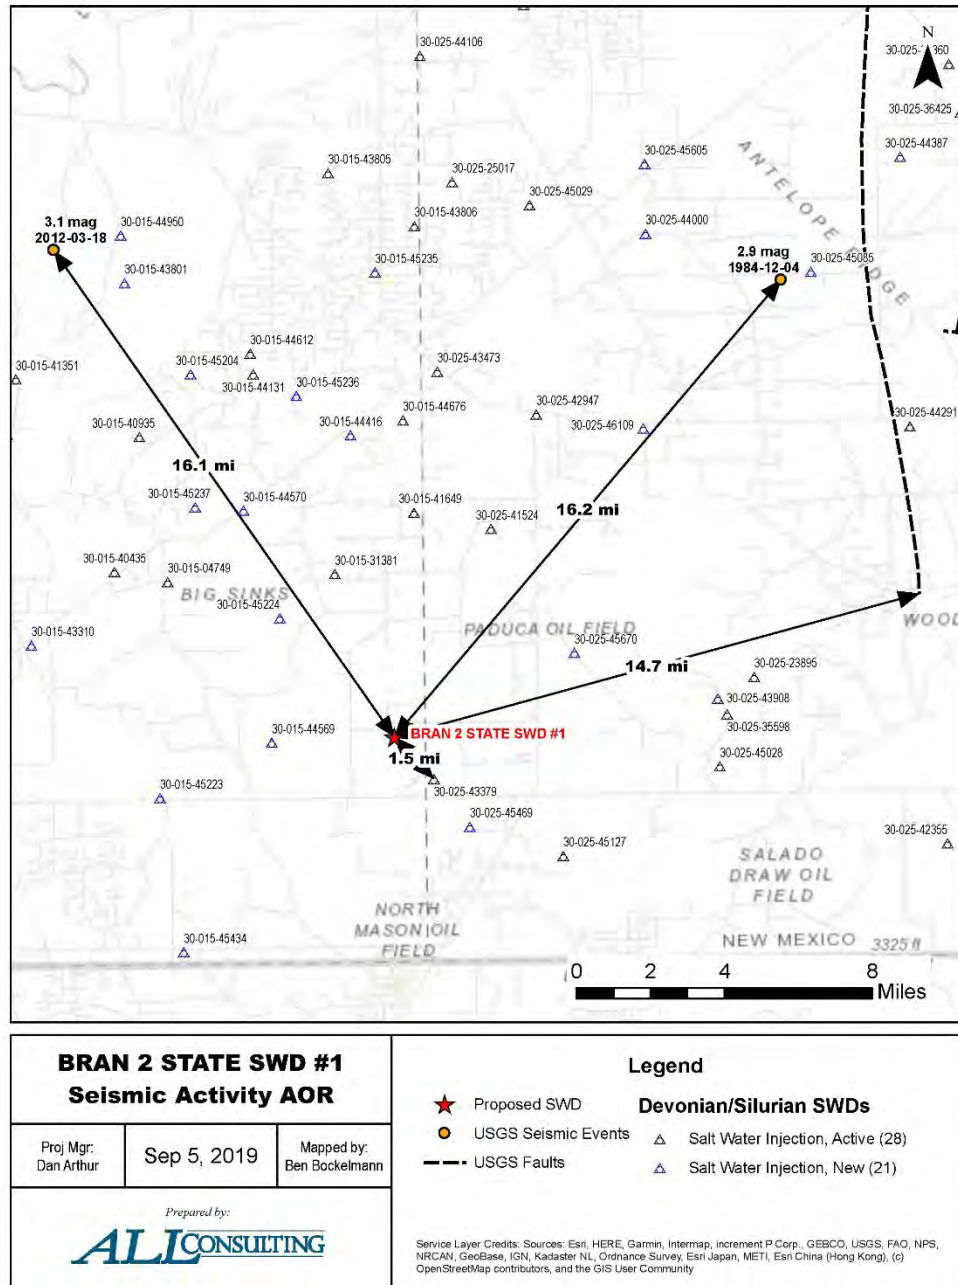 30-025-44106
N
30-025-36425
30-025-44387
30-015-43805
30-025-25017
30-025-45605
30-025-45029
30-015-43806
30-025-44000
ANTELOPE RIDGE
3.1 mag
2012-03-18
30-015-44950
30-015-43801
30-015-45235
2.9 mag
1984-12-04
30-025-45085
30-015-44612
30-015-45204
30-015-44131
30-015-45236
30-025-43473
30-015-41351
30-015-44676
30-025-42947
30-015-44416
30-025-46109
30-025-44291
30-015-40935
16.1 mi
30-015-45237
30-015-44570
30-015-41649
16.2 mi
30-025-41524
30-015-40435
30-015-04749
30-015-31381
BIG SINKS
30-015-45224
PADUCA OIL FIELD
WOOD
30-015-43310
30-025-45670
14.7 mi
30-025-23895
30-025-43908
30-025-35598
30-015-44569
BRAN 2 STATE SWD #1
1.5 mi
30-025-45028
30-025-43379
30-015-45223
30-025-45469
30-025-45127
30-025-42355
SALADO
DRAW OIL
FIELD
NORTH
MASON OIL
FIELD
30-015-45434
NEW MEXICO 3325 ft
0 2 4 8
Miles
BRAN 2 STATE SWD #1
Seismic Activity AOR
Proj Mgr:
Dan Arthur
Sep 5, 2019
Mapped by:
Ben Bockelmann
Prepared by:
ALL CONSULTING
Legend
Proposed SWD
USGS Seismic Events
USGS Faults
Devonian/Silurian SWDs
Salt Water Injection, Active (28)
Salt Water Injection, New (21)
Service Layer Credits: Sources: Esri, HERE, Garmin, Intermap, increment P Corp., GEBCO, USGS, FAO, NPS,
NRCAN, GeoBase, IGN, Kadaster NL, Ordnance Survey, Esri Japan, METI, Esri China (Hong Kong), (c)
OpenStreetMap contributors, and the GIS User Community